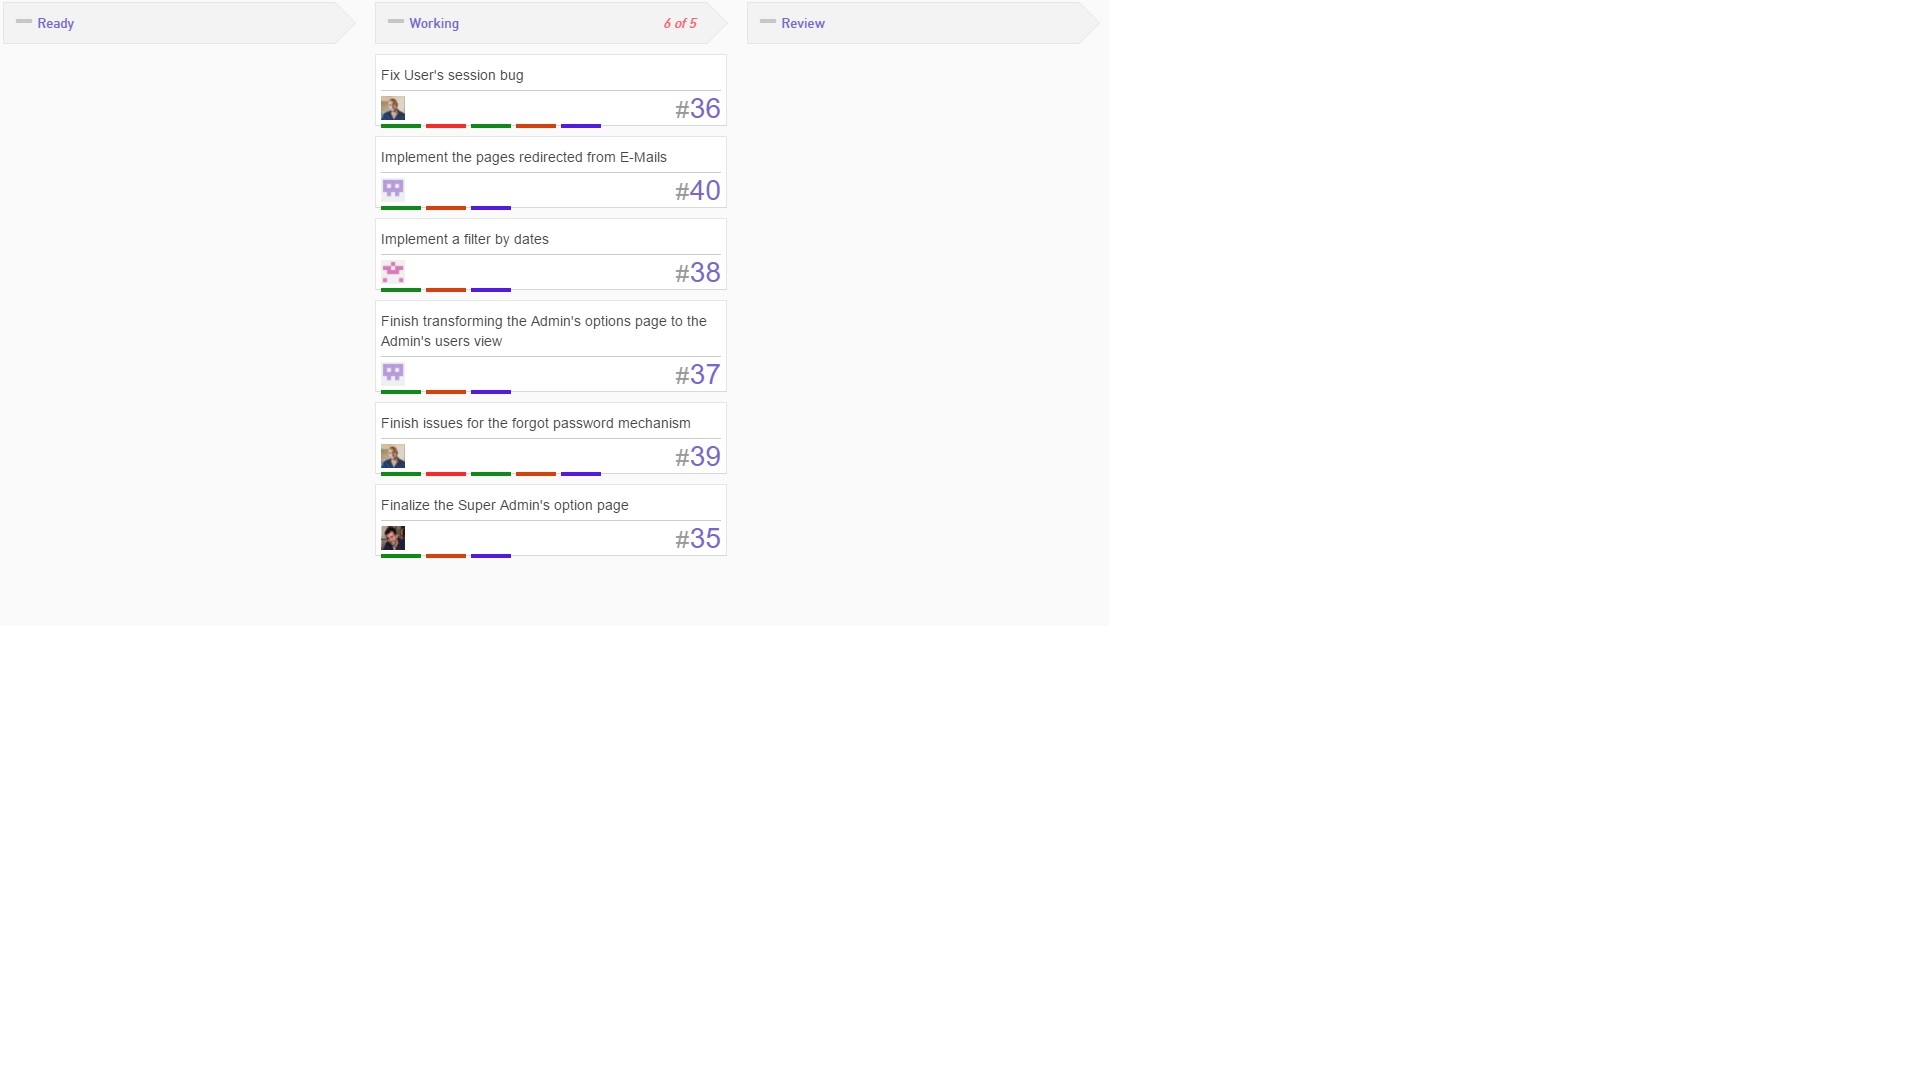 Ready
Working
6 of 5
Review
Fix User's session bug
#36
Implement the pages redirected from E-Mails
#40
Implement a filter by dates
#38
Finish transforming the Admin's options page to the
Admin's users view
#37
Finish issues for the forgot password mechanism
#39
Finalize the Super Admin's option page
#35